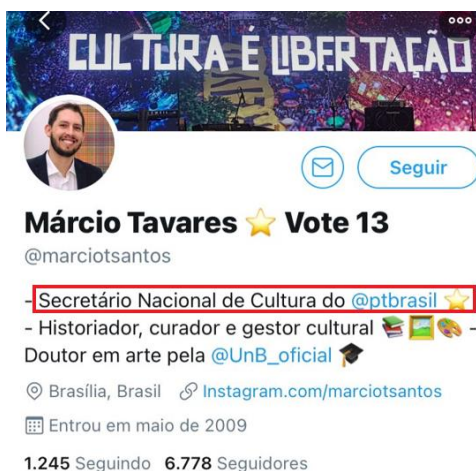 CULTURA É LIBERTAÇÃO
Seguir
Márcio Tavares ⭐ Vote 13
@marciotsantos
- Secretário Nacional de Cultura do @ptbrasil ⭐
- Historiador, curador e gestor cultural 📚🖼️🎨 -
Doutor em arte pela @UnB_oficial 🎓
Brasília, Brasil Instagram.com/marciotsantos
Entrou em maio de 2009
1.245 Seguindo 6.778 Seguidores